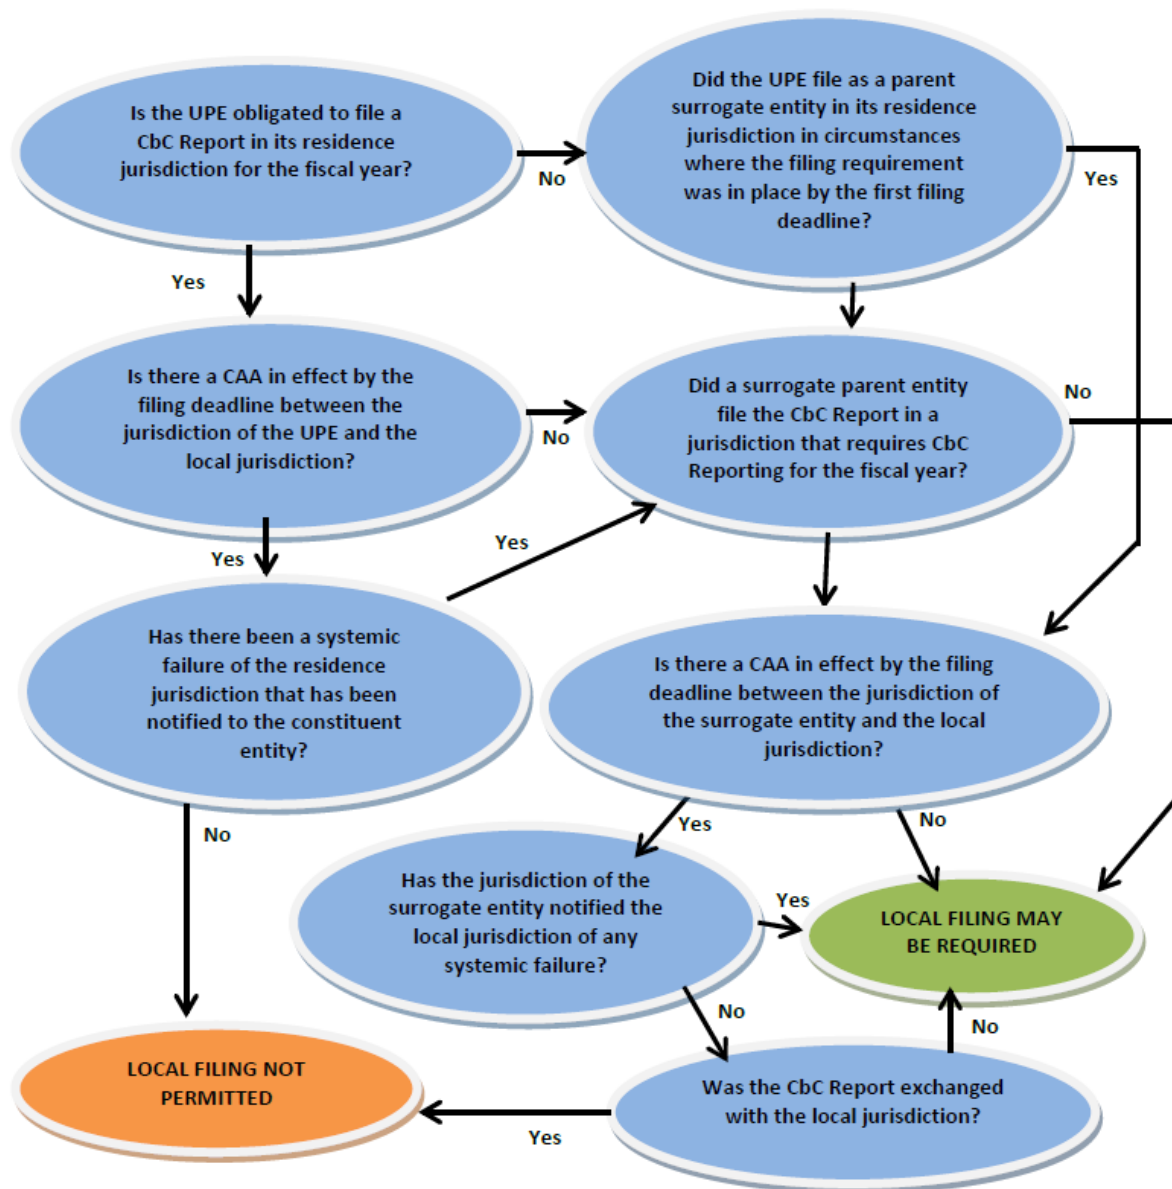 Is the UPE obligated to file a
CbC Report in its residence
jurisdiction for the fiscal year?
No
Did the UPE file as a parent
surrogate entity in its residence
jurisdiction in circumstances
where the filing requirement
was in place by the first filing
deadline?
Yes
Yes
Is there a CAA in effect by the
filing deadline between the
jurisdiction of the UPE and the
local jurisdiction?
No
Did a surrogate parent entity
file the CbC Report in a
jurisdiction that requires CbC
Reporting for the fiscal year?
No
Yes
Yes
Has there been a systemic
failure of the residence
jurisdiction that has been
notified to the constituent
entity?
Is there a CAA in effect by the filing
deadline between the jurisdiction of
the surrogate entity and the local
jurisdiction?
No
Yes
No
Has the jurisdiction of the
surrogate entity notified the
local jurisdiction of any
systemic failure?
Yes
LOCAL FILING MAY
BE REQUIRED
No
No
LOCAL FILING NOT
PERMITTED
Was the CbC Report exchanged
with the local jurisdiction?
Yes